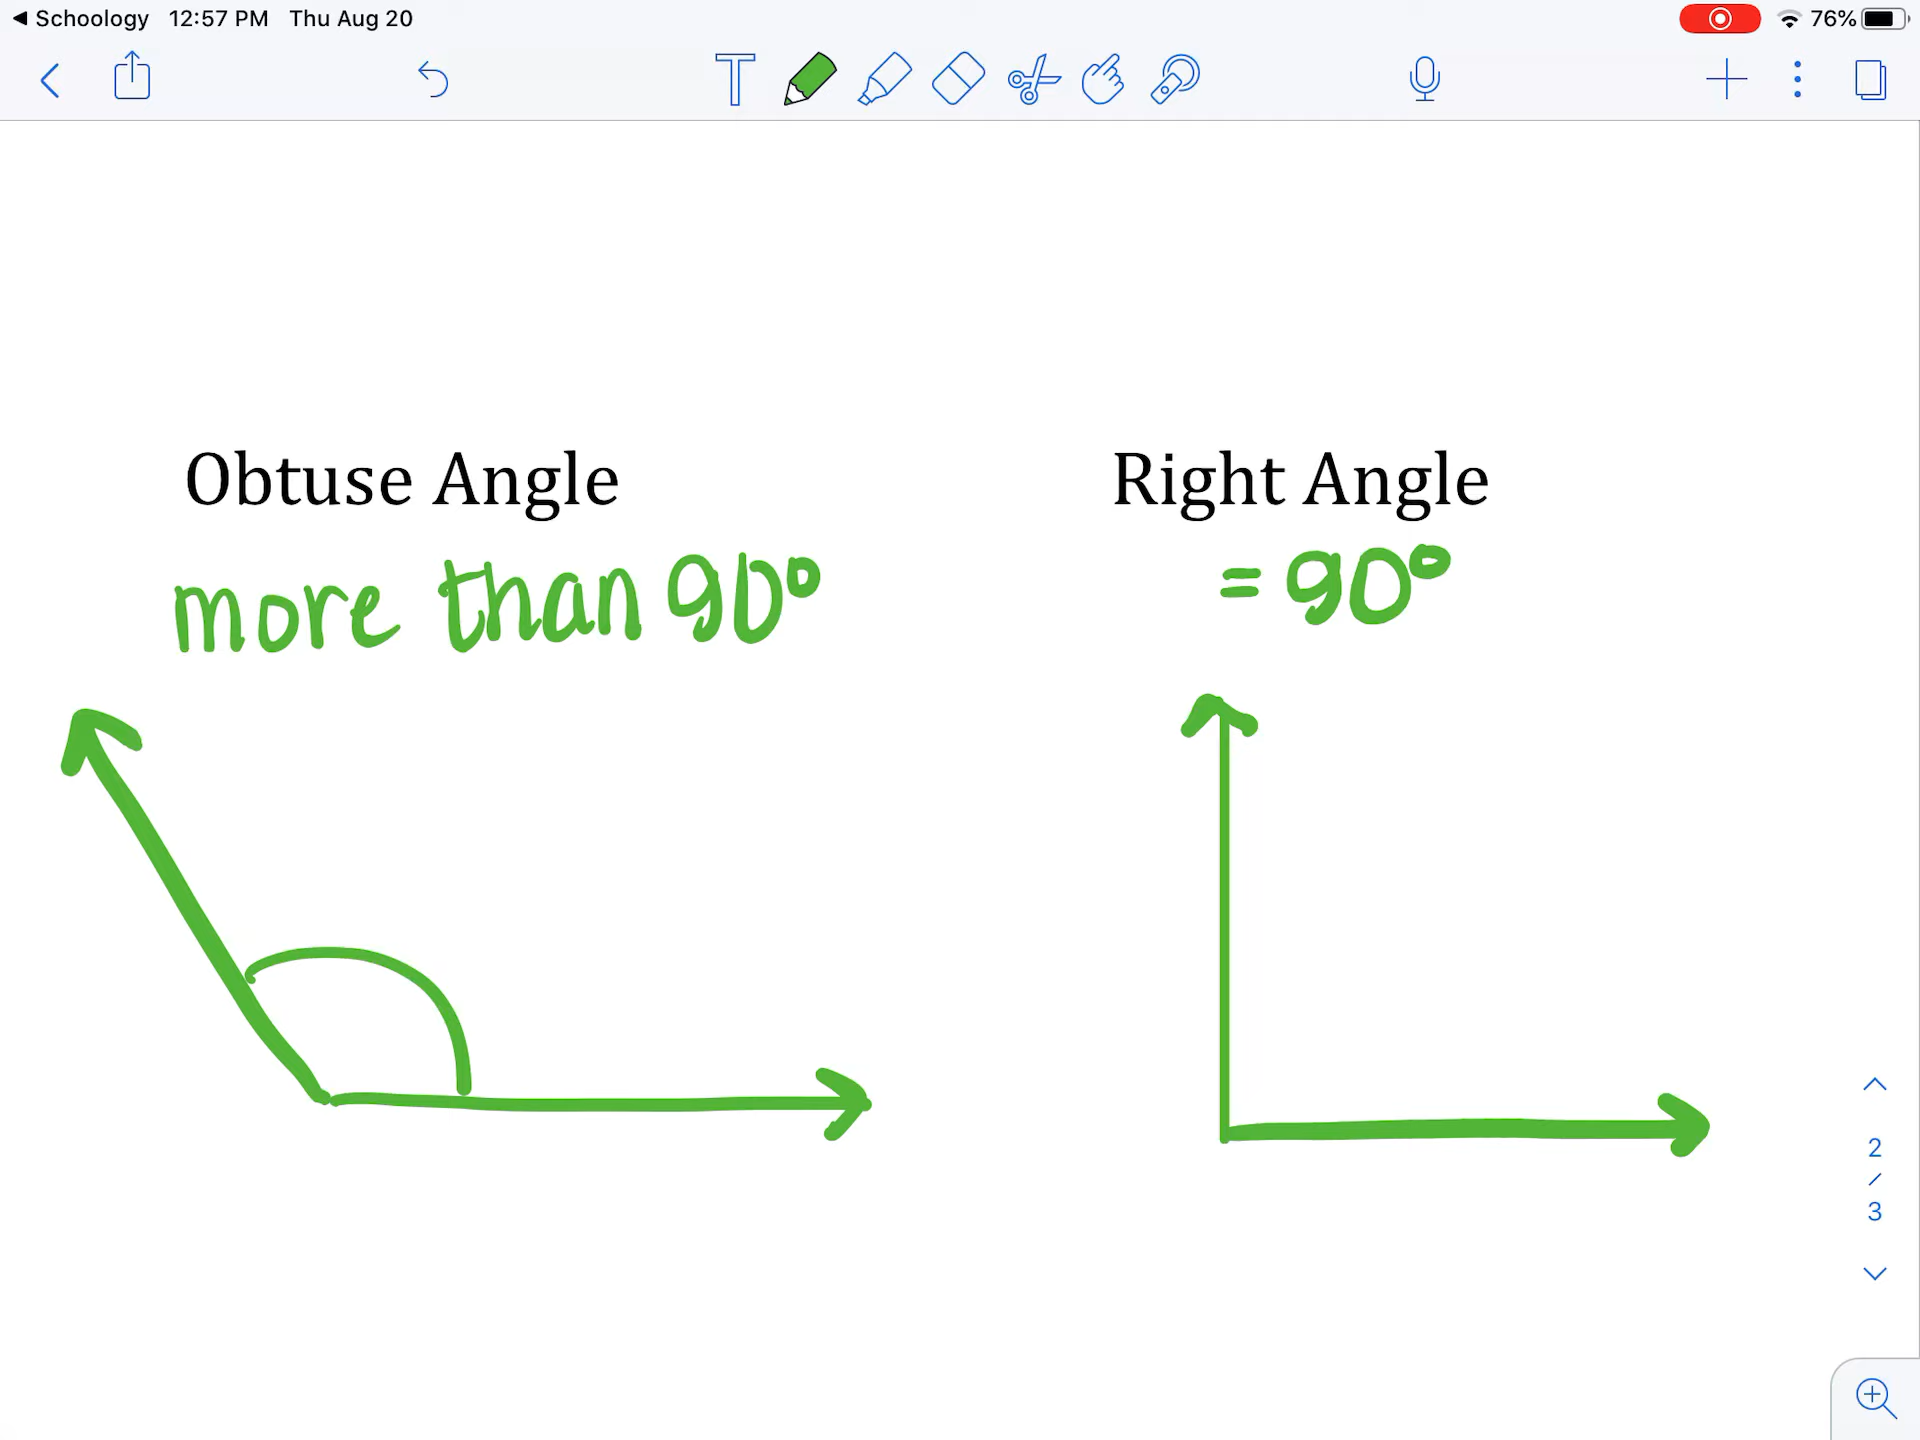 Schoology 12:57 PM Thu Aug 20 76%
Obtuse Angle
more than 90°
Right Angle
= 90°
2
/
3